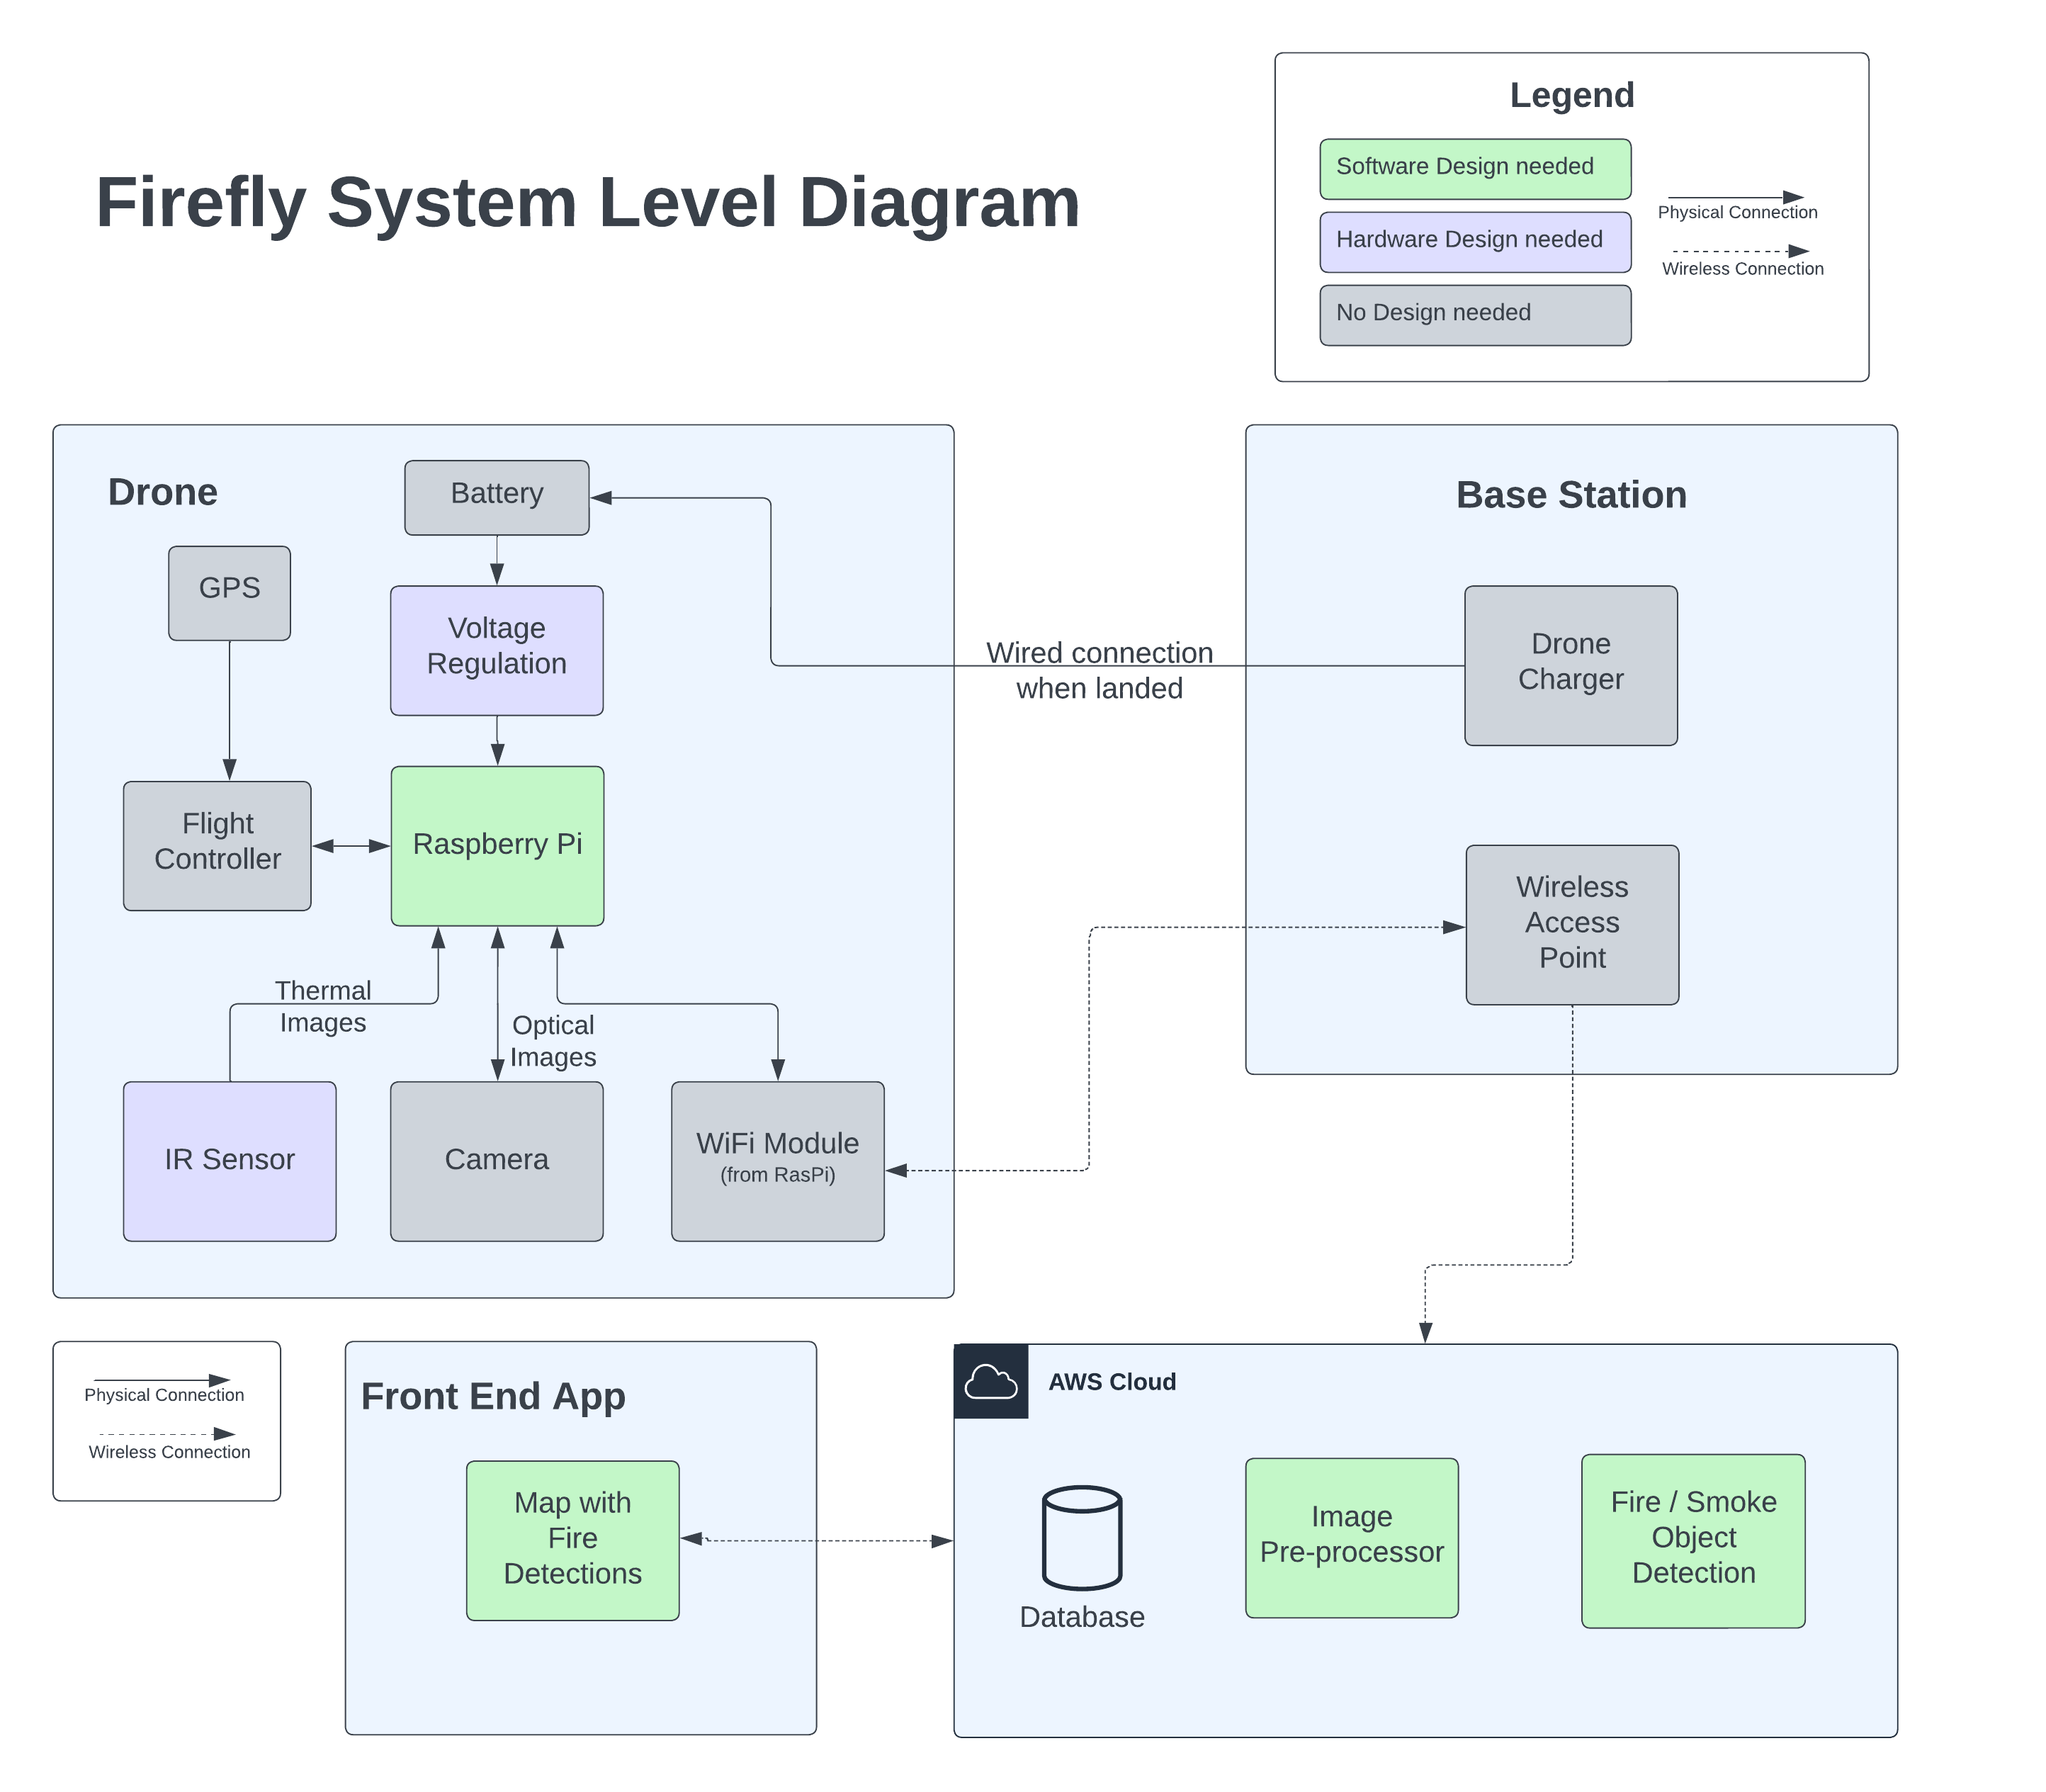 Firefly System Level Diagram
Legend
Software Design needed
Hardware Design needed
No Design needed
Physical Connection
Wireless Connection
Drone
Battery
GPS
Voltage
Regulation
Flight
Controller
Raspberry Pi
Thermal
Images
Optical
Images
IR Sensor
Camera
WiFi Module
(from RasPi)
Wired connection
when landed
Base Station
Drone
Charger
Wireless
Access
Point
Physical Connection
Wireless Connection
Front End App
Map with
Fire
Detections
AWS Cloud
Database
Image
Pre-processor
Fire / Smoke
Object
Detection